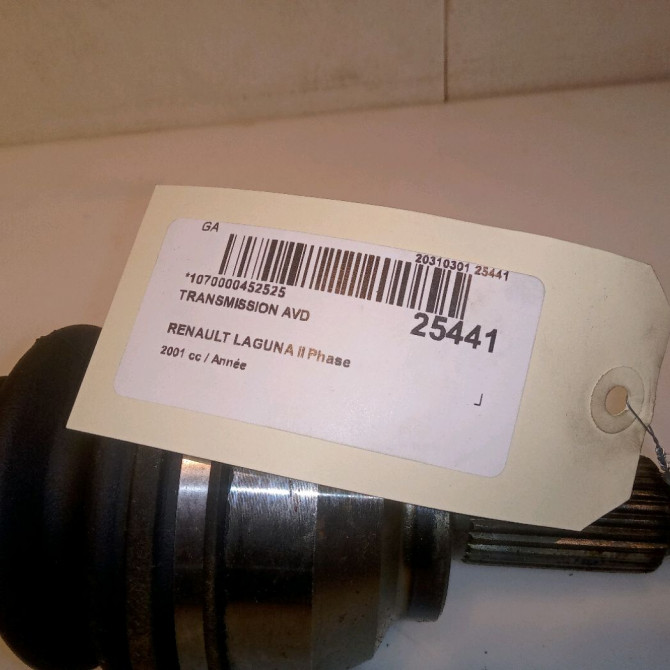 GA
20310301 25441
*1070000452525
TRANSMISSION AVD
25441
RENAULT LAGUNA II Phase
2001 cc / Année